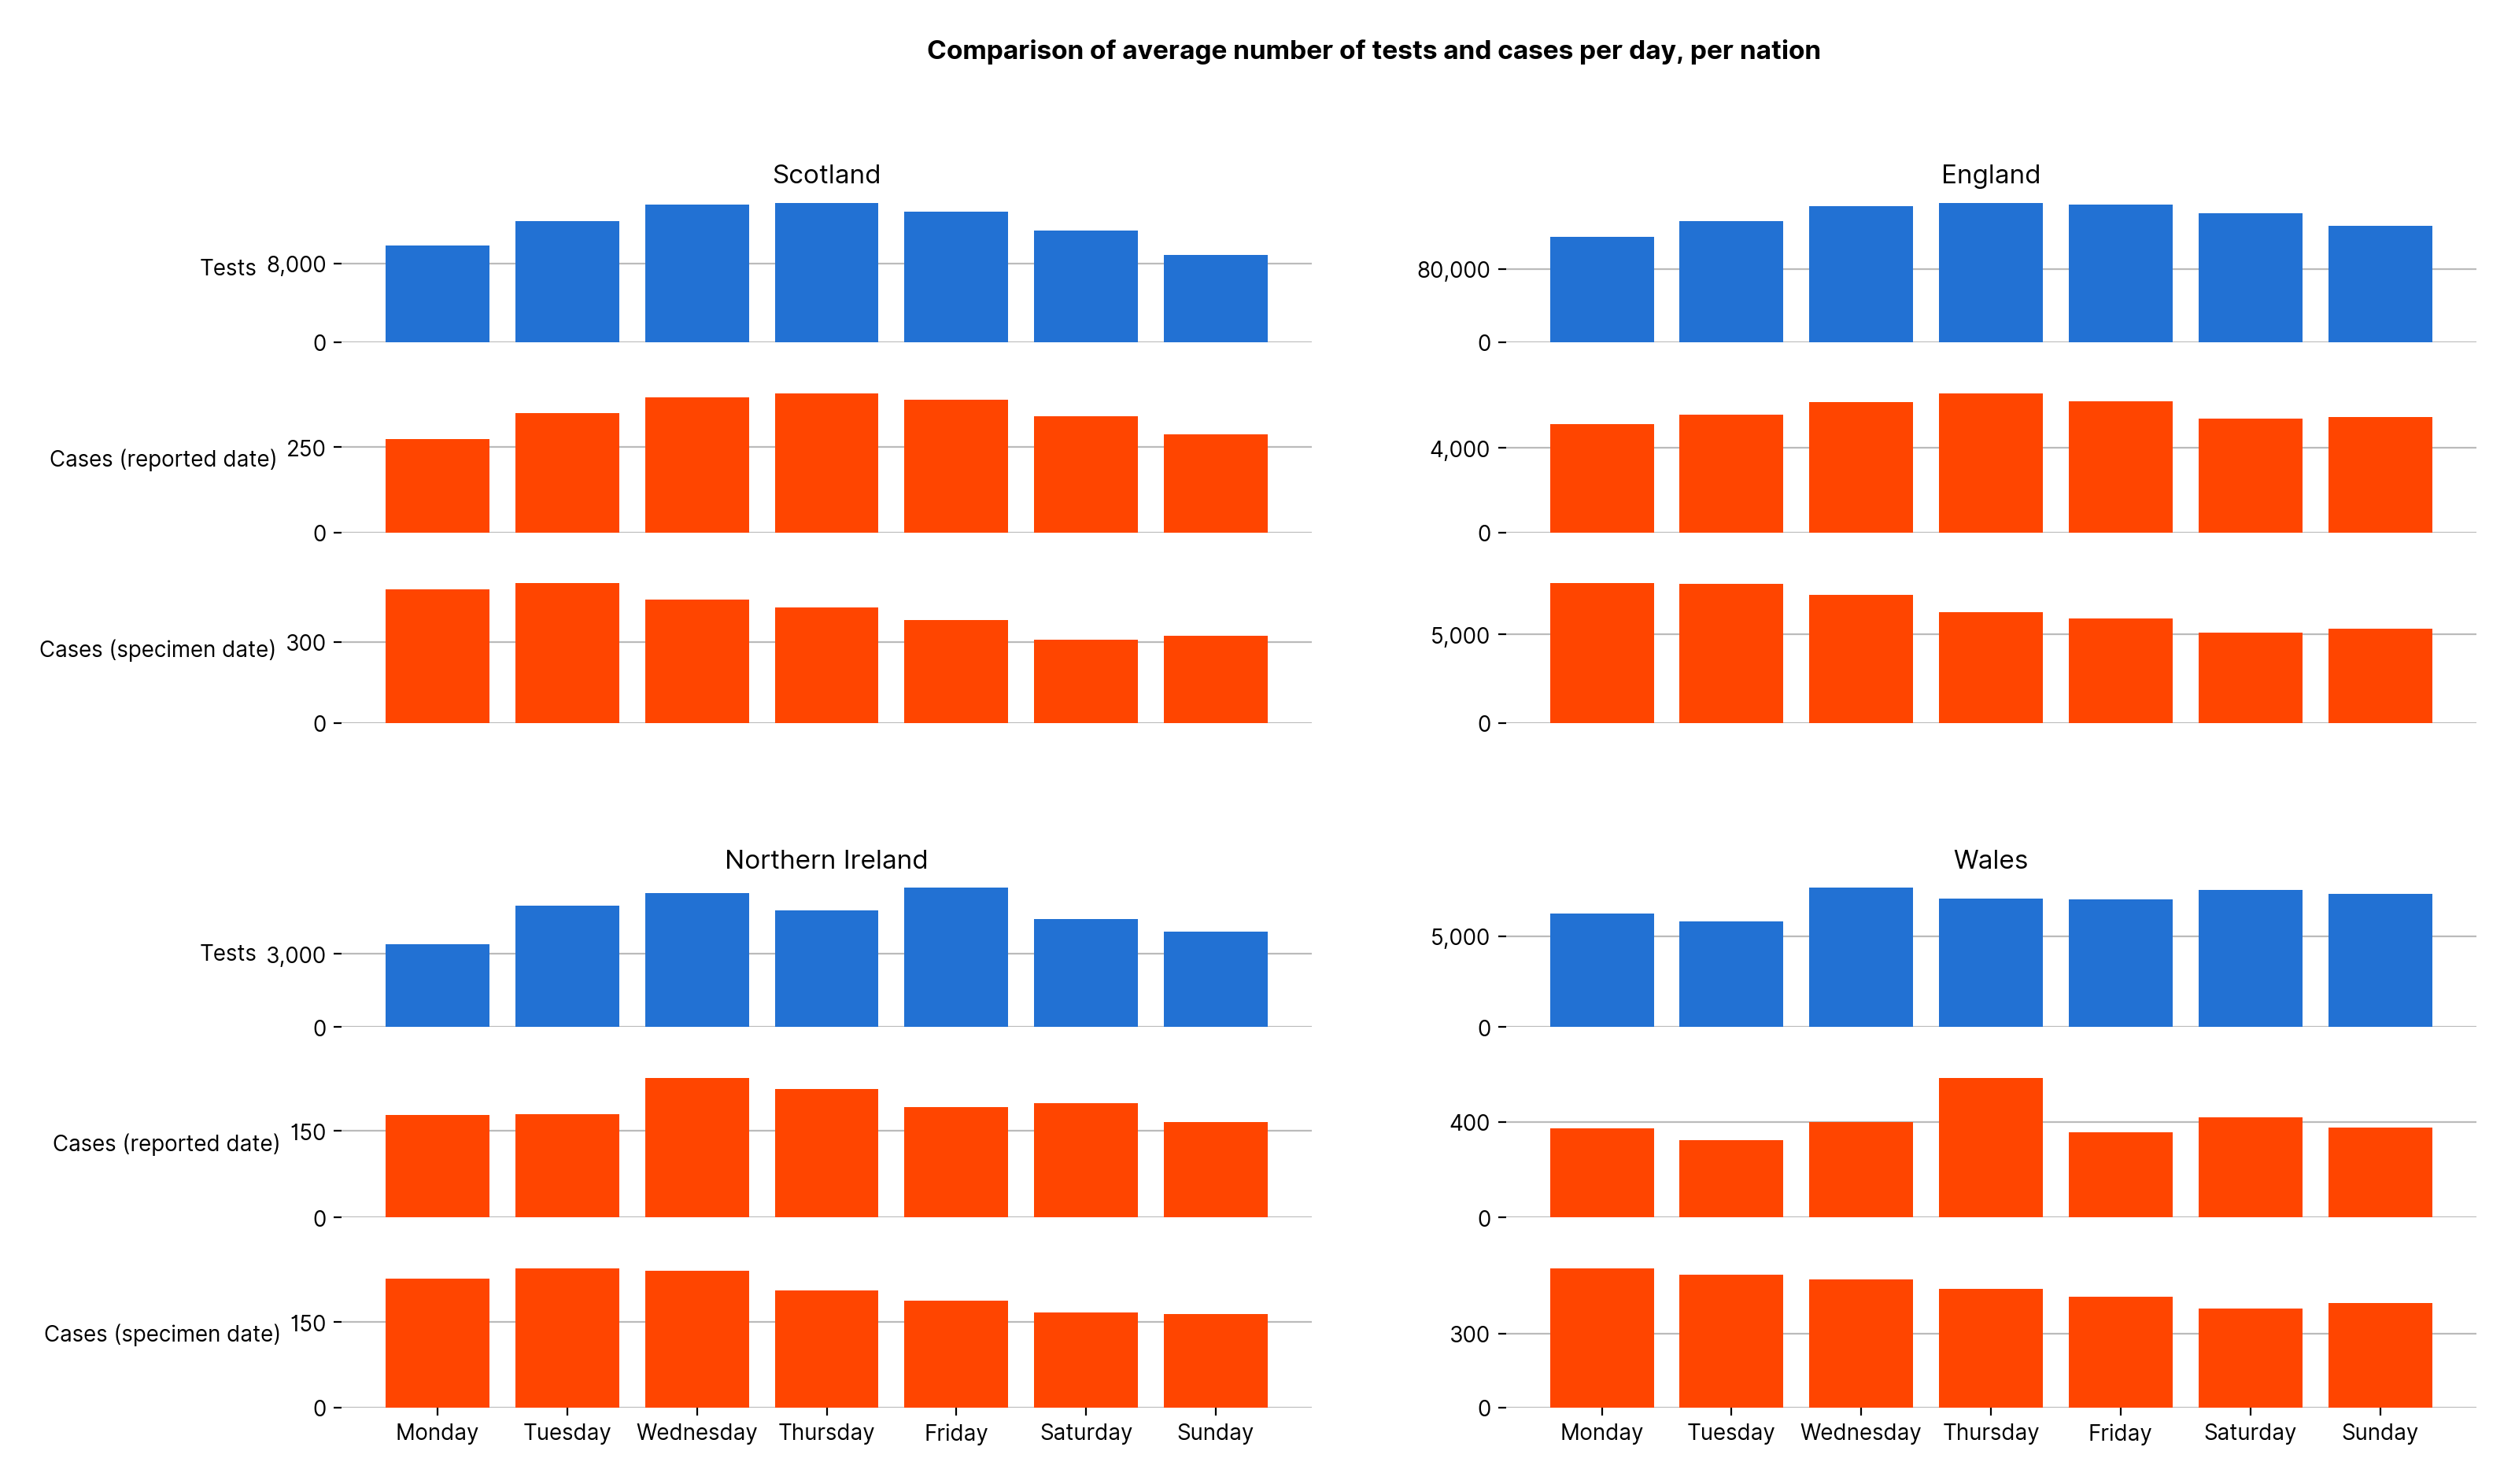 Comparison of average number of tests and cases per day, per nation
Scotland
Tests
8,000
0
Cases (reported date)
250
0
Cases (specimen date)
300
0
England
80,000
0
4,000
0
5,000
0
Northern Ireland
Tests
3,000
0
Cases (reported date)
150
0
Cases (specimen date)
150
0
Monday Tuesday Wednesday Thursday Friday Saturday Sunday
Wales
5,000
0
400
0
300
0
Monday Tuesday Wednesday Thursday Friday Saturday Sunday